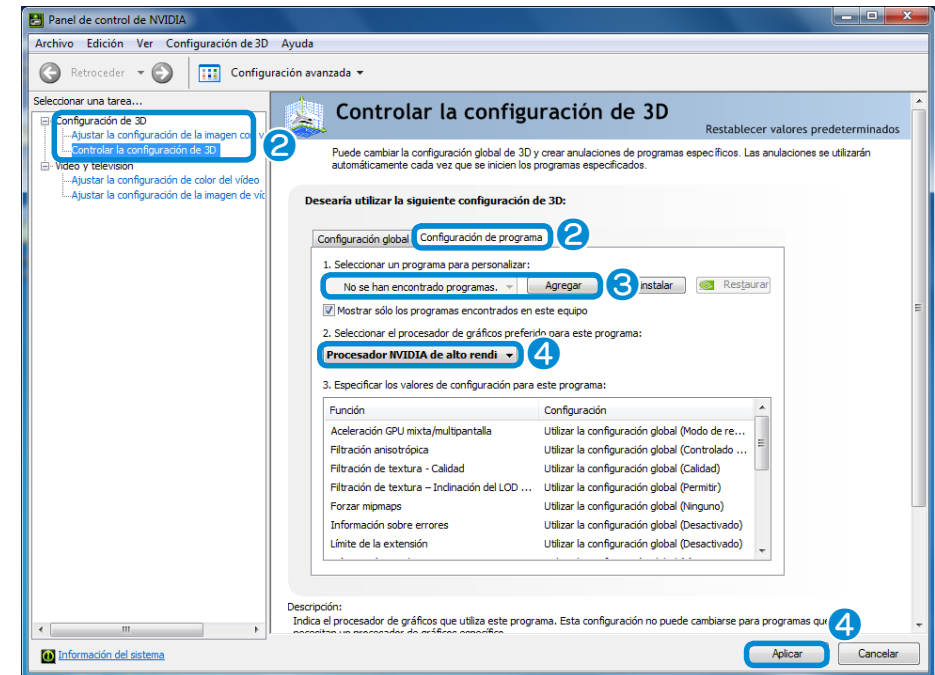 Panel de control de NVIDIA
Archivo Edición Ver Configuración de 3D Ayuda
Retroceder Configuración avanzada
Seleccionar una tarea...
Configuración de 3D
Ajustar la configuración de la imagen co v
Controlar la configuración de 3D
Vídeo y televisión
Ajustar la configuración de color del vídeo
Ajustar la configuración de la imagen de víd
2
Controlar la configuración de 3D
Restablecer valores predeterminados
Puede cambiar la configuración global de 3D y crear anulaciones de programas específicos. Las anulaciones se utilizarán
automáticamente cada vez que se inicien los programas especificados.
Desearía utilizar la siguiente configuración de 3D:
Configuración global Configuración de programa 2
1. Seleccionar un programa para personalizar:
No se han encontrado programas. Agregar 3 instalar Restaurar
Mostrar sólo los programas encontrados en este equipo
2. Seleccionar el procesador de gráficos preferido para este programa:
Procesador NVIDIA de alto rendi 4
3. Especificar los valores de configuración para este programa:
Función Configuración
Aceleración GPU mixta/multipantalla Utilizar la configuración global (Modo de re...
Filtración anisotrópica Utilizar la configuración global (Controlado ...
Filtración de textura - Calidad Utilizar la configuración global (Calidad)
Filtración de textura – Inclinación del LOD ... Utilizar la configuración global (Permitir)
Forzar mipmaps Utilizar la configuración global (Ninguno)
Información sobre errores Utilizar la configuración global (Desactivado)
Límite de la extensión Utilizar la configuración global (Desactivado)
Descripción:
Indica el procesador de gráficos que utiliza este programa. Esta configuración no puede cambiarse para programas que
4
Información del sistema
Aplicar Cancelar